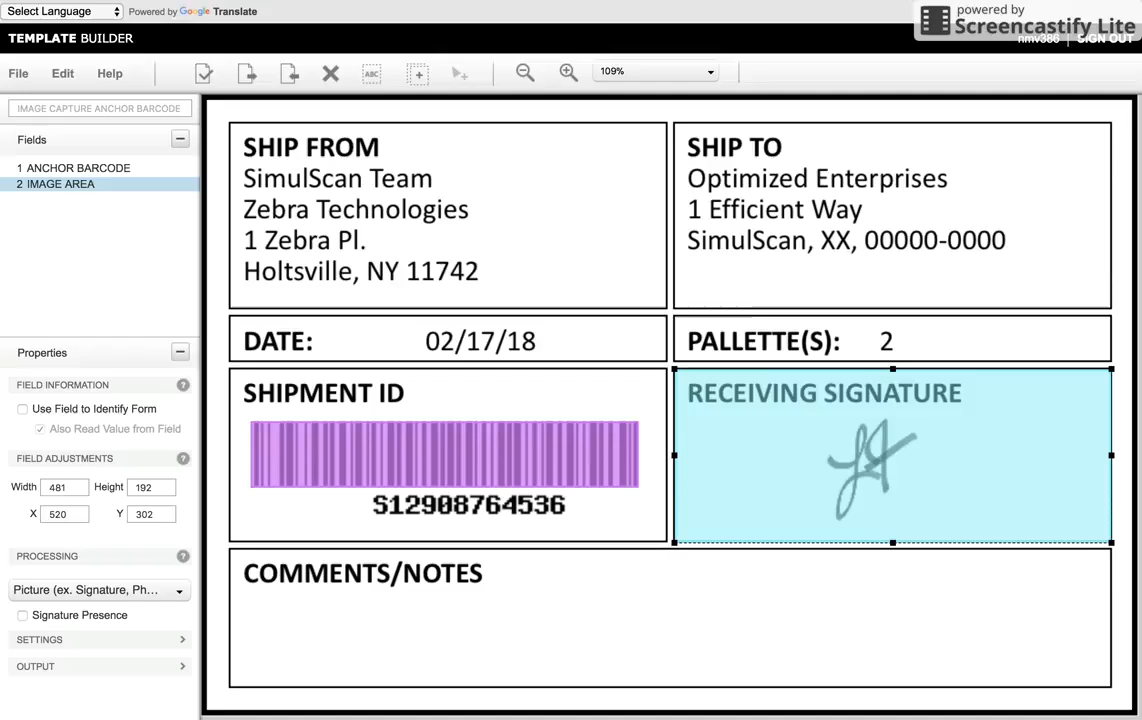 Select Language
Powered by Google Translate
powered by
Screencastify Lite
TEMPLATE BUILDER
nmv386 | SIGN OUT
File Edit Help
ABC
109%
IMAGE CAPTURE ANCHOR BARCODE
Fields
1 ANCHOR BARCODE
2 IMAGE AREA
Properties
FIELD INFORMATION ?
Use Field to Identify Form
Also Read Value from Field
FIELD ADJUSTMENTS ?
Width 481 Height 192
X 520 Y 302
PROCESSING ?
Picture (ex. Signature, Ph...
Signature Presence
SETTINGS
OUTPUT
SHIP FROM
SimulScan Team
Zebra Technologies
1 Zebra Pl.
Holtsville, NY 11742
SHIP TO
Optimized Enterprises
1 Efficient Way
SimulScan, XX, 00000-0000
DATE: 02/17/18
PALLETTE(S): 2
SHIPMENT ID
S12908764536
RECEIVING SIGNATURE
COMMENTS/NOTES